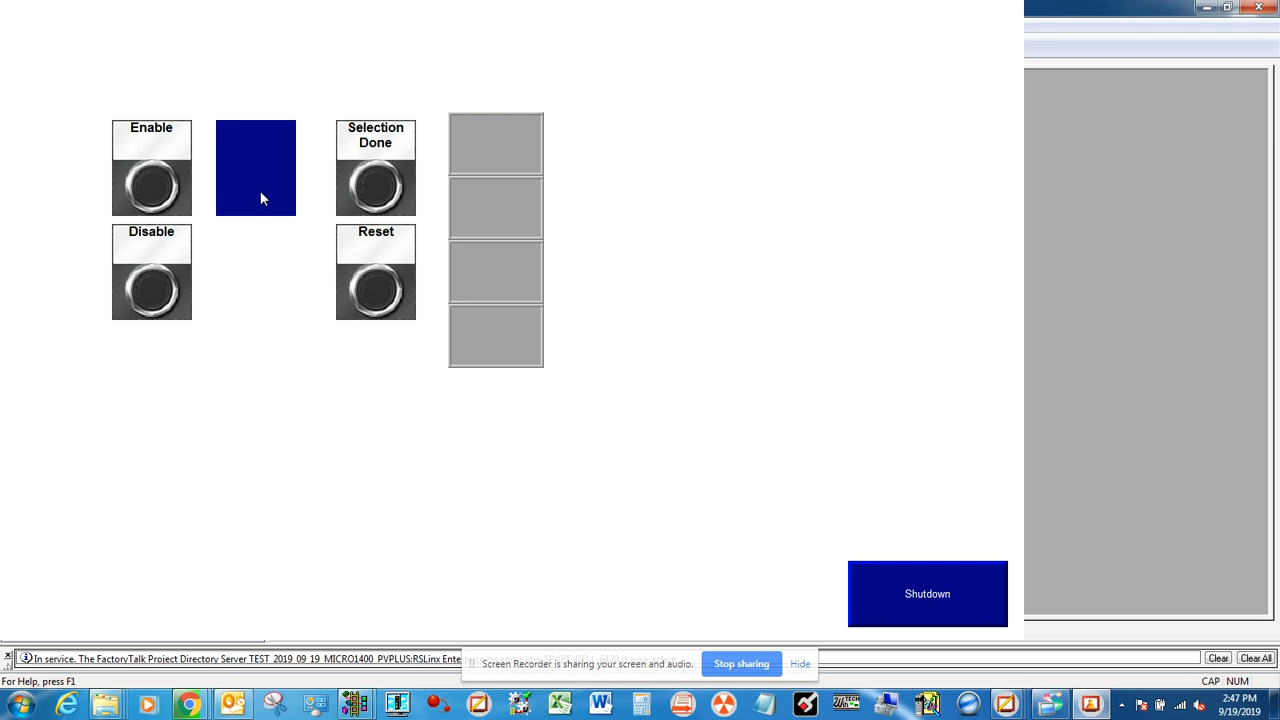 Enable
Selection
Done
Disable
Reset
Shutdown
In service. The FactoryTalk Project Directory Server TEST_2019_09_19_MICRO1400_PVPLUS:RSLinx Ente
Screen Recorder is sharing your screen and audio.
Stop sharing
Hide
Clear
Clear All
For Help, press F1
CAP NUM
2:47 PM
9/19/2019